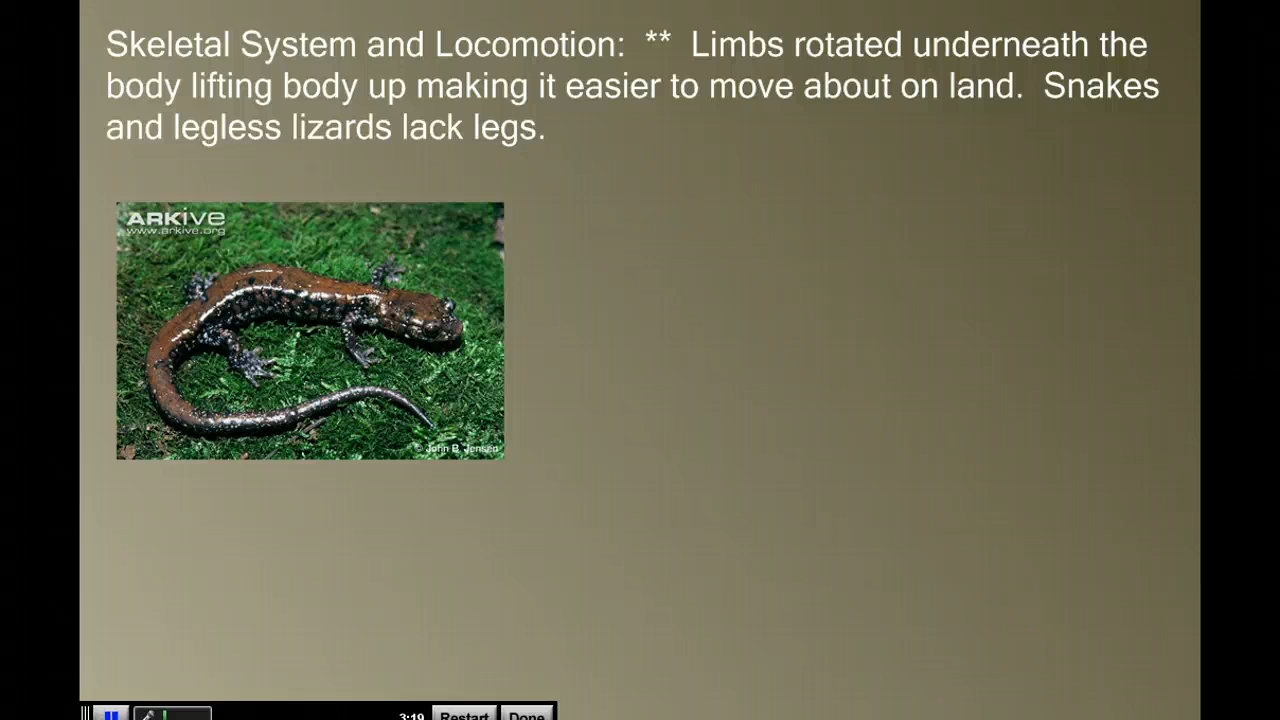 Skeletal System and Locomotion:  **  Limbs rotated underneath the
body lifting body up making it easier to move about on land.  Snakes
and legless lizards lack legs.
ARKive
www.arkive.org
© John B. Jensen
3:19 Restart Done